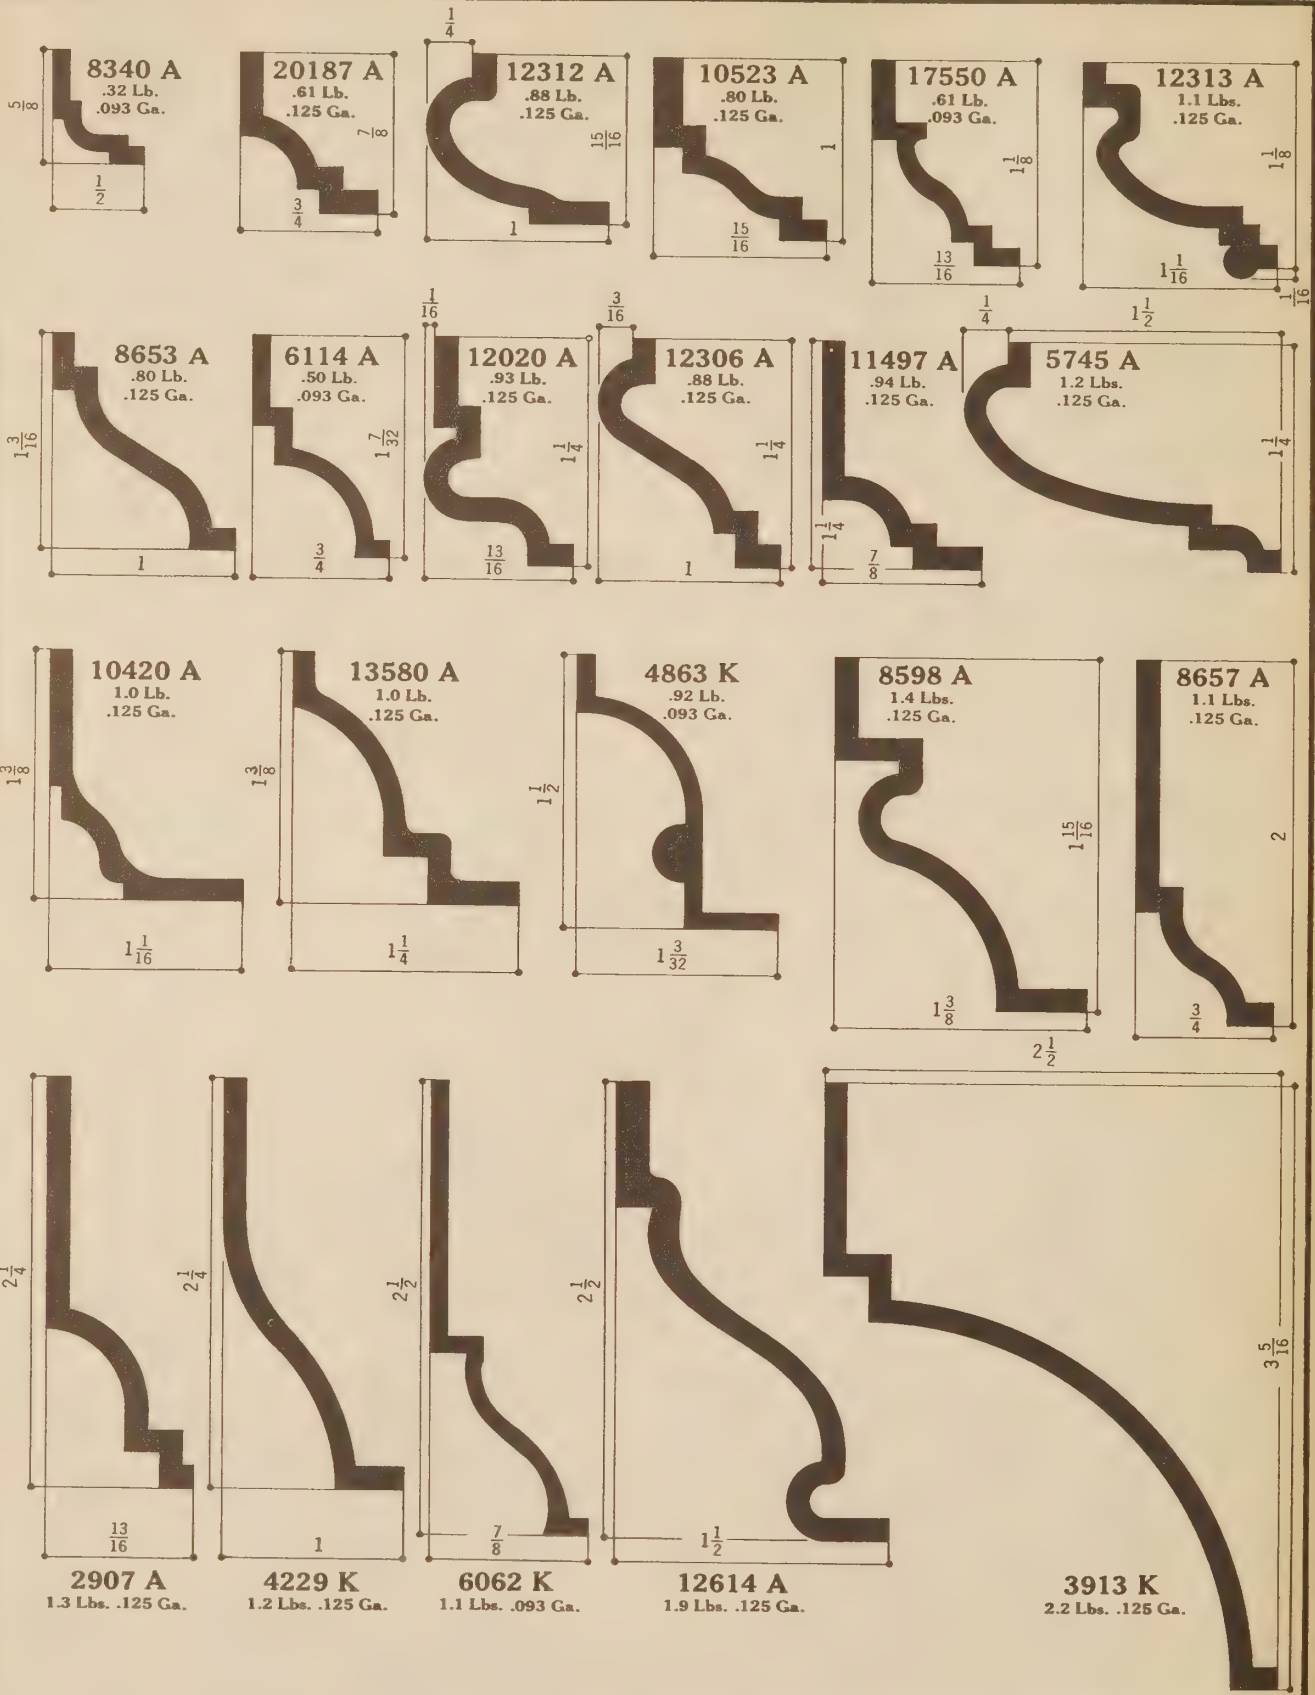 1/4
8340 A
.32 Lb.
.093 Ga.
5/8
1/2
20187 A
.61 Lb.
.125 Ga.
7/8
3/4
12312 A
.88 Lb.
.125 Ga.
15/16
1
10523 A
.80 Lb.
.125 Ga.
1
15/16
17550 A
.61 Lb.
.093 Ga.
1 1/8
13/16
12313 A
1.1 Lbs.
.125 Ga.
1 1/8
1 1/16
1/16
8653 A
.80 Lb.
.125 Ga.
1 3/16
1
6114 A
.50 Lb.
.093 Ga.
1 7/32
3/4
1/16
12020 A
.93 Lb.
.125 Ga.
1 1/4
13/16
3/16
12306 A
.88 Lb.
.125 Ga.
1 1/4
1
11497 A
.94 Lb.
.125 Ga.
1 1/4
7/8
1/4
1 1/2
5745 A
1.2 Lbs.
.125 Ga.
1 1/4
10420 A
1.0 Lb.
.125 Ga.
1 3/8
1 1/16
13580 A
1.0 Lb.
.125 Ga.
1 3/8
1 1/4
4863 K
.92 Lb.
.093 Ga.
1 1/2
1 3/32
8598 A
1.4 Lbs.
.125 Ga.
1 15/16
1 3/8
8657 A
1.1 Lbs.
.125 Ga.
2
3/4
2 1/4
13/16
2907 A
1.3 Lbs. .125 Ga.
2 1/4
1
4229 K
1.2 Lbs. .125 Ga.
2 1/2
7/8
6062 K
1.1 Lbs. .093 Ga.
2 1/2
1 1/2
12614 A
1.9 Lbs. .125 Ga.
2 1/2
3 5/16
3913 K
2.2 Lbs. .125 Ga.